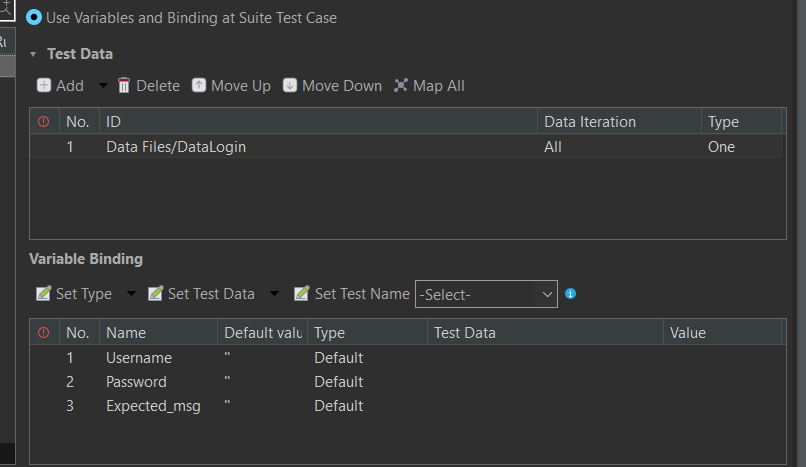 Use Variables and Binding at Suite Test Case
Test Data
Add Delete Move Up Move Down Map All
No. ID Data Iteration Type
1 Data Files/DataLogin All One
Variable Binding
Set Type Set Test Data Set Test Name -Select-
No. Name Default valu Type Test Data Value
1 Username '' Default
2 Password '' Default
3 Expected_msg '' Default